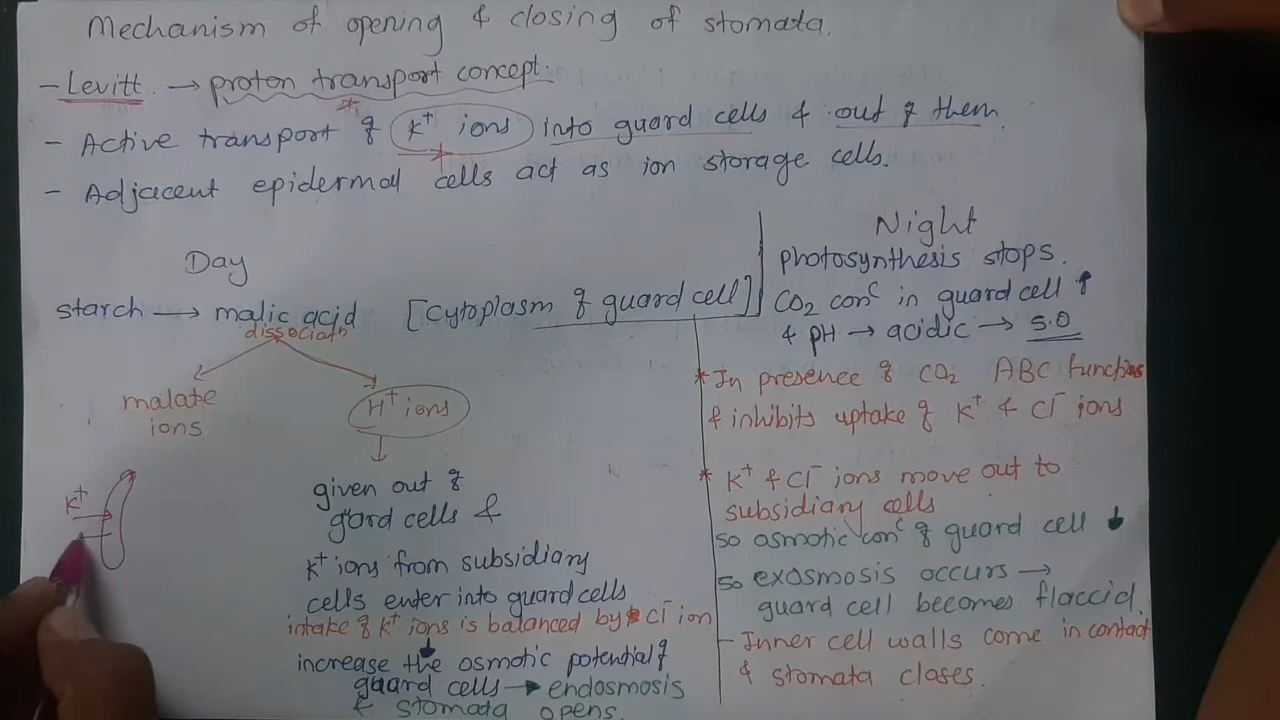 Mechanism of opening & closing of stomata.
- Levitt → proton transport concept.
- Active transport of K+ ions into guard cells & out of them.
- Adjacent epidermal cells act as ion storage cells.
Day
starch → malic acid [cytoplasm of guard cell]
dissociatn
malate
ions
H+ ions
given out of
gard cells &
K+ ions from subsidiary
cells enter into guard cells
intake of K+ ions is balanced by Cl- ion
increase the osmotic potential of
guard cells → endosmosis
& stomata opens.
K+
Night
photosynthesis stops.
CO2 conc in guard cell ↑
& pH → acidic → 5.0
* In presence of CO2 ABC functions
& inhibits uptake of K+ & Cl- ions
* K+ & Cl- ions move out to
subsidiary cells
so osmotic conc of guard cell ↓
so exosmosis occurs →
guard cell becomes flaccid.
- Inner cell walls come in contact
& stomata closes.